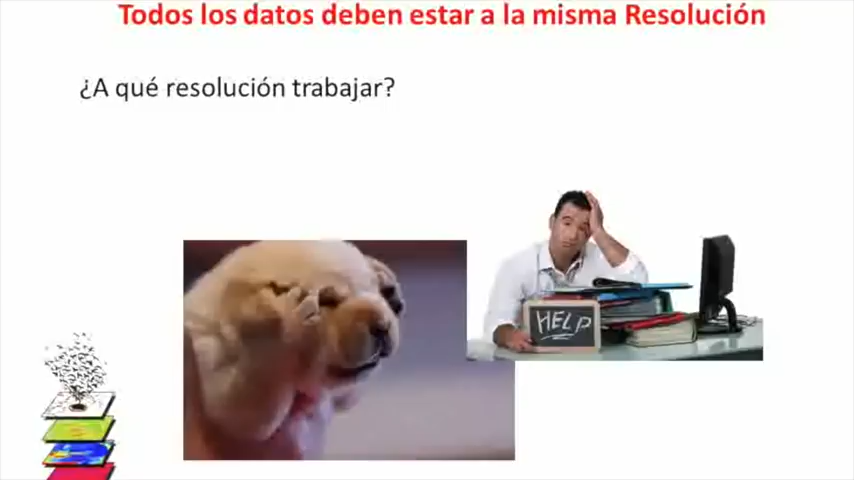 Todos los datos deben estar a la misma Resolución
¿A qué resolución trabajar?
HELP